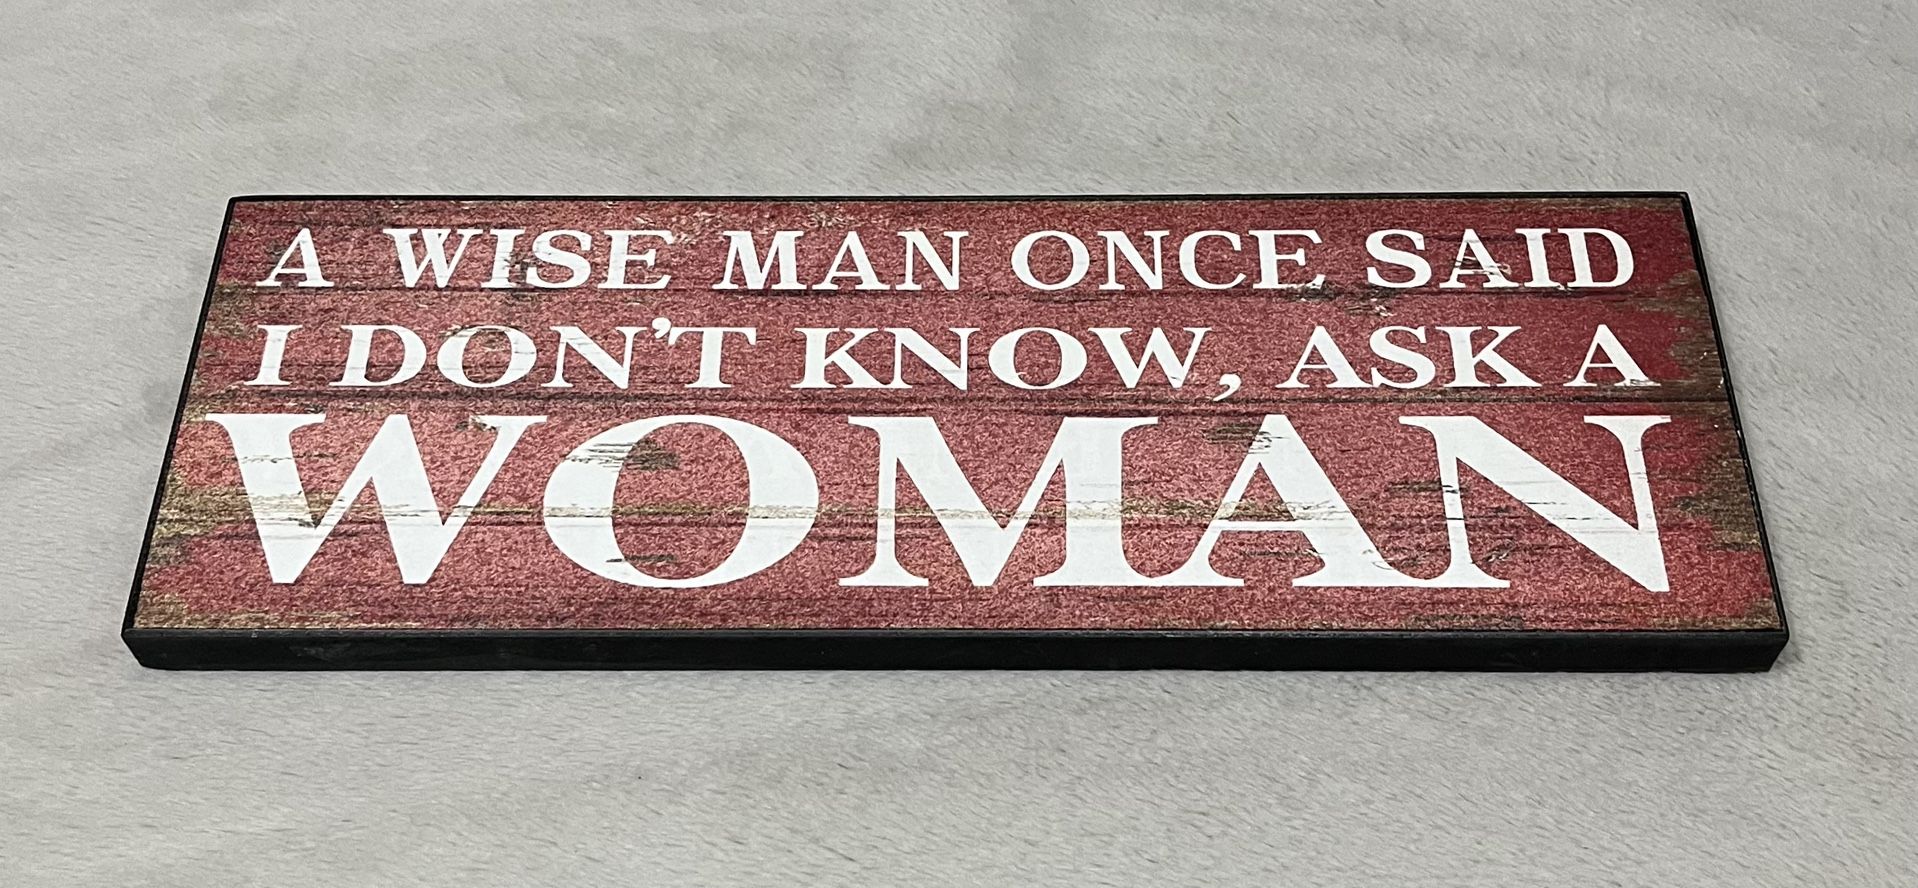 A WISE MAN ONCE SAID
I DON'T KNOW, ASK A
WOMAN